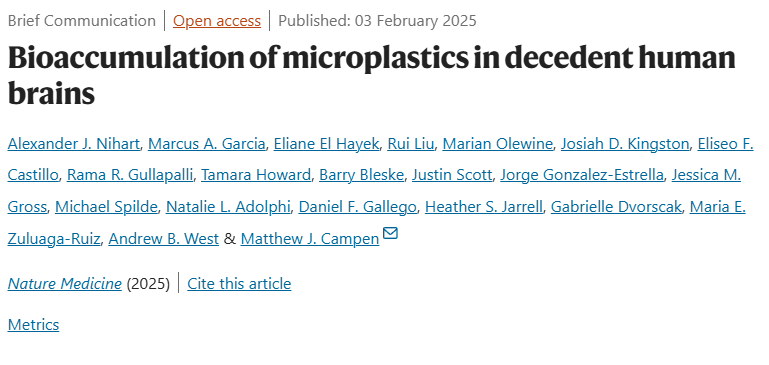 Brief Communication | Open access | Published: 03 February 2025
Bioaccumulation of microplastics in decedent human
brains
Alexander J. Nihart, Marcus A. Garcia, Eliane El Hayek, Rui Liu, Marian Olewine, Josiah D. Kingston, Eliseo F.
Castillo, Rama R. Gullapalli, Tamara Howard, Barry Bleske, Justin Scott, Jorge Gonzalez-Estrella, Jessica M.
Gross, Michael Spilde, Natalie L. Adolphi, Daniel F. Gallego, Heather S. Jarrell, Gabrielle Dvorscak, Maria E.
Zuluaga-Ruiz, Andrew B. West & Matthew J. Campen
Nature Medicine (2025) | Cite this article
Metrics